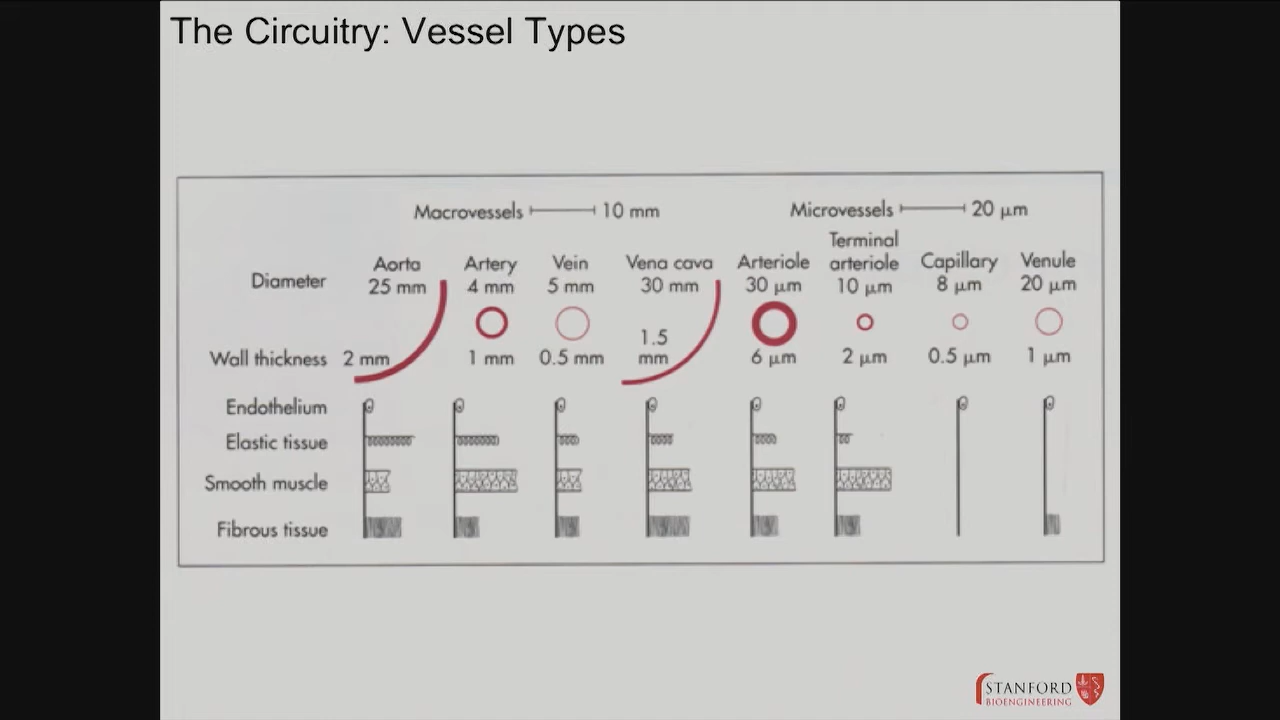 The Circuitry: Vessel Types
Macrovessels 10 mm
Microvessels 20 µm
Diameter
Aorta
25 mm
Artery
4 mm
Vein
5 mm
Vena cava
30 mm
Arteriole
30 µm
Terminal
arteriole
10 µm
Capillary
8 µm
Venule
20 µm
Wall thickness
2 mm
1 mm
0.5 mm
1.5
mm
6 µm
2 µm
0.5 µm
1 µm
Endothelium
Elastic tissue
Smooth muscle
Fibrous tissue
STANFORD
BIOENGINEERING